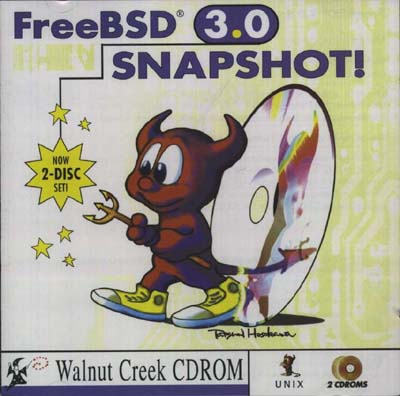 FreeBSD® 3.0
SNAPSHOT!
NOW
2-DISC
SET!
Walnut Creek CDROM
UNIX
2 CDROMS